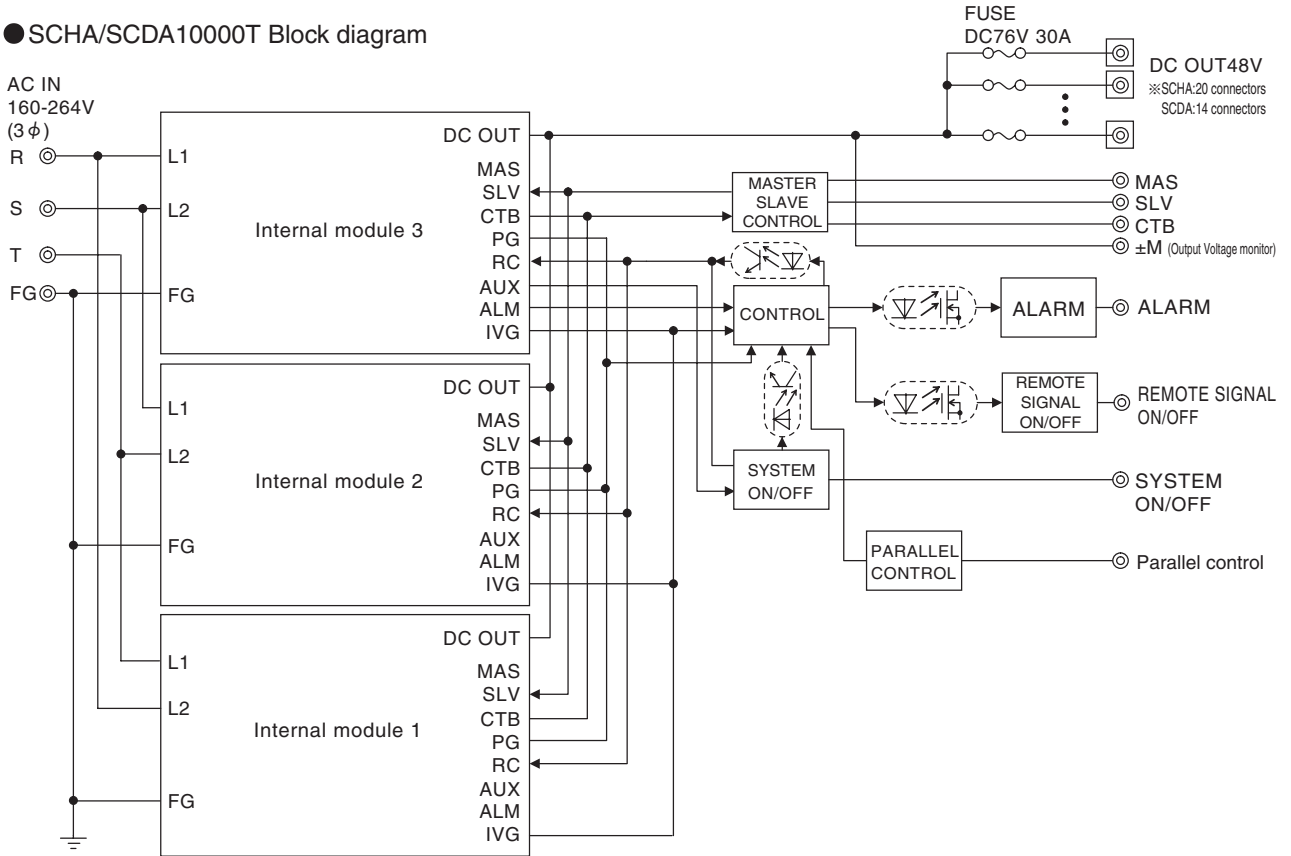 ●SCHA/SCDA10000T Block diagram
FUSE
DC76V 30A
DC OUT48V
※SCHA:20 connectors
SCDA:14 connectors
AC IN
160-264V
(3φ)
R
S
T
FG
L1
L2
FG
Internal module 3
DC OUT
MAS
SLV
CTB
PG
RC
AUX
ALM
IVG
L1
L2
FG
Internal module 2
DC OUT
MAS
SLV
CTB
PG
RC
AUX
ALM
IVG
L1
L2
FG
Internal module 1
DC OUT
MAS
SLV
CTB
PG
RC
AUX
ALM
IVG
MASTER
SLAVE
CONTROL
MAS
SLV
CTB
±M (Output Voltage monitor)
CONTROL
ALARM
ALARM
REMOTE
SIGNAL
ON/OFF
REMOTE SIGNAL
ON/OFF
SYSTEM
ON/OFF
SYSTEM
ON/OFF
PARALLEL
CONTROL
Parallel control